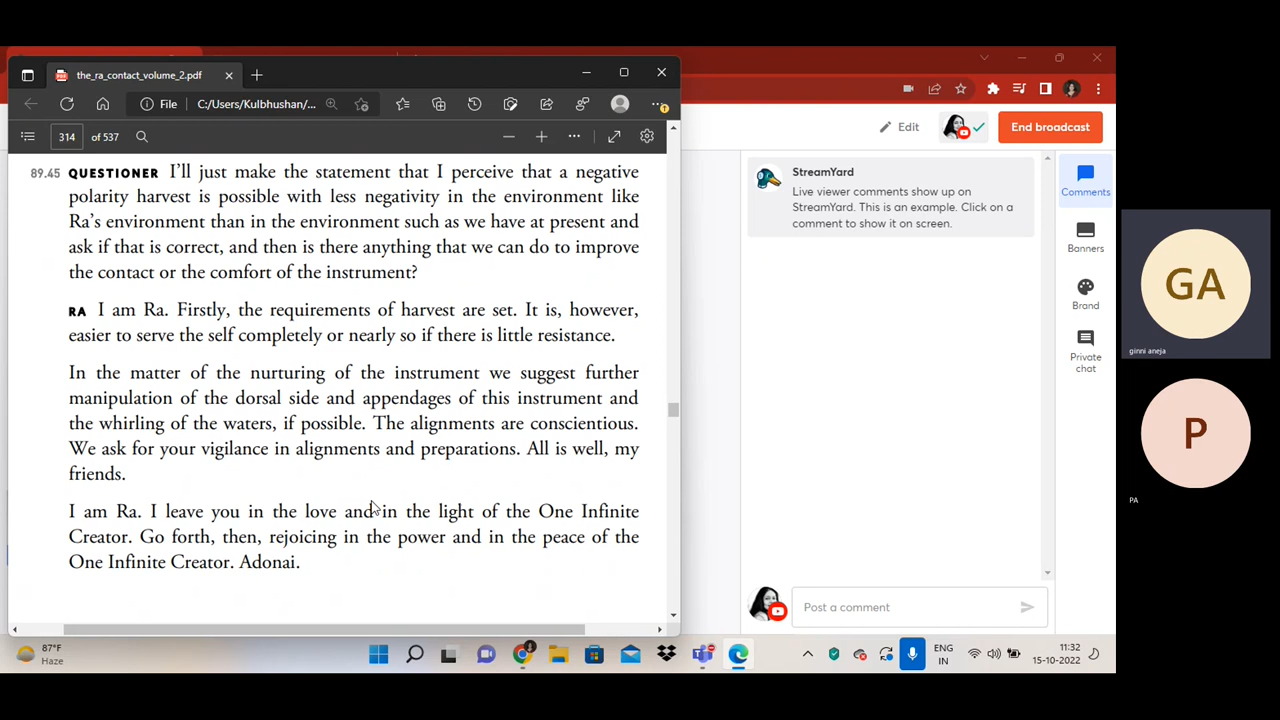 the_ra_contact_volume_2.pdf
File
C:/Users/Kulbhushan/...
314
of 537
89.45 QUESTIONER I'll just make the statement that I perceive that a negative
polarity harvest is possible with less negativity in the environment like
Ra's environment than in the environment such as we have at present and
ask if that is correct, and then is there anything that we can do to improve
the contact or the comfort of the instrument?
RA I am Ra. Firstly, the requirements of harvest are set. It is, however,
easier to serve the self completely or nearly so if there is little resistance.
In the matter of the nurturing of the instrument we suggest further
manipulation of the dorsal side and appendages of this instrument and
the whirling of the waters, if possible. The alignments are conscientious.
We ask for your vigilance in alignments and preparations. All is well, my
friends.
I am Ra. I leave you in the love and in the light of the One Infinite
Creator. Go forth, then, rejoicing in the power and in the peace of the
One Infinite Creator. Adonai.
Edit
End broadcast
StreamYard
Live viewer comments show up on
StreamYard. This is an example. Click on a
comment to show it on screen.
Comments
Banners
Brand
Private
chat
Post a comment
GA
ginni aneja
P
PA
87°F
Haze
ENG
IN
11:32
15-10-2022